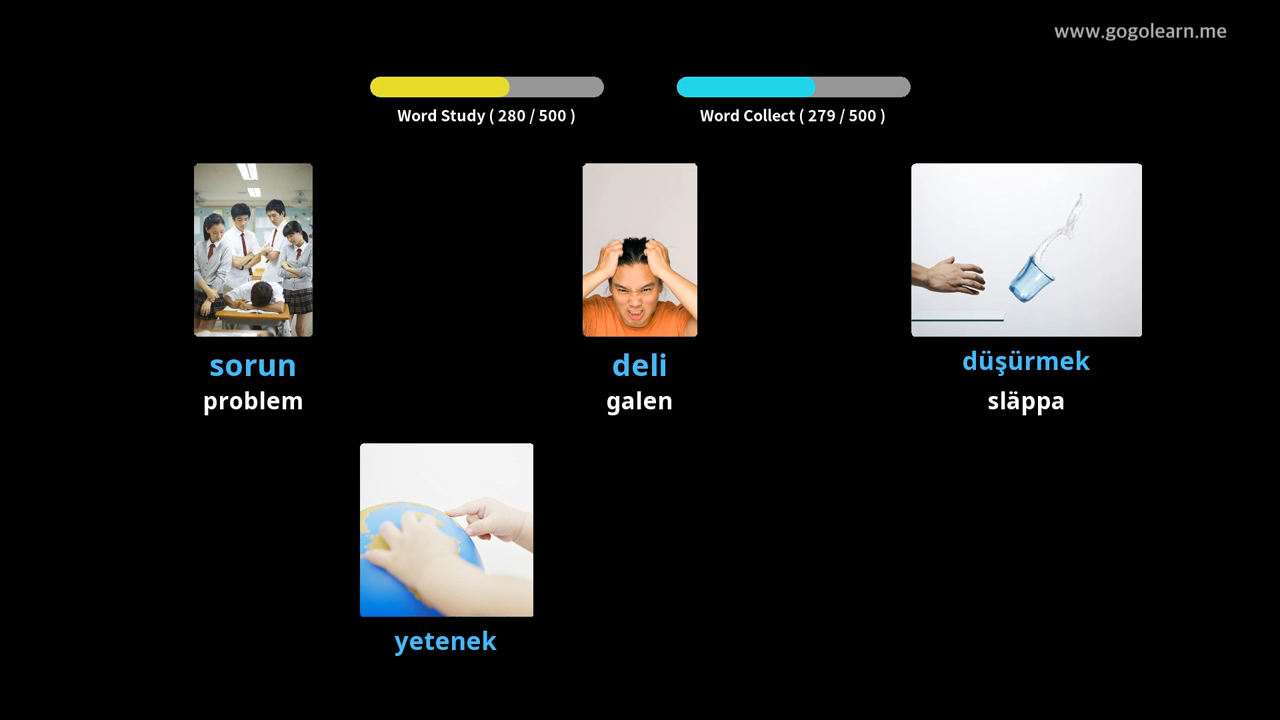 www.gogolearn.me
Word Study ( 280 / 500 )
Word Collect ( 279 / 500 )
sorun
problem
deli
galen
düşürmek
släppa
yetenek